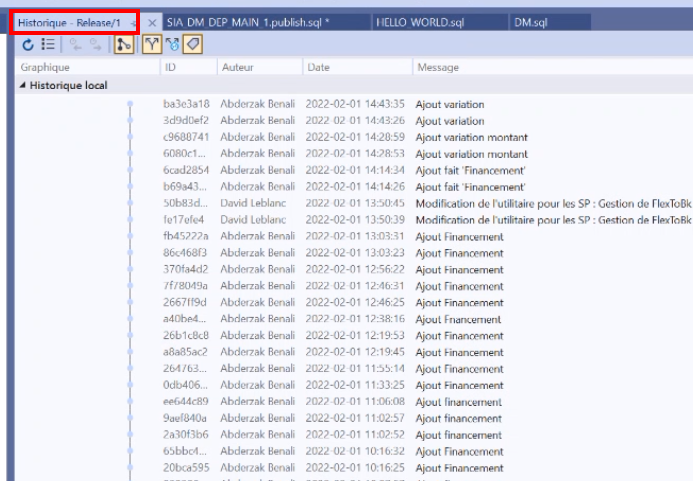 Historique - Release/1
SIA_DM_DEP_MAIN_1.publish.sql *
HELLO_WORLD.sql
DM.sql
Graphique ID Auteur Date Message
Historique local
ba3e3a18 Abderzak Benali 2022-02-01 14:43:35 Ajout variation
3d9d0ef2 Abderzak Benali 2022-02-01 14:43:26 Ajout variation
c9688741 Abderzak Benali 2022-02-01 14:28:59 Ajout variation montant
6080c1... Abderzak Benali 2022-02-01 14:28:53 Ajout variation montant
6cad2854 Abderzak Benali 2022-02-01 14:14:34 Ajout fait 'Financement'
b69a43... Abderzak Benali 2022-02-01 14:14:26 Ajout fait 'Financement'
50b83d... David Leblanc 2022-02-01 13:50:45 Modification de l'utilitaire pour les SP : Gestion de FlexToBk
fe17efe4 David Leblanc 2022-02-01 13:50:39 Modification de l'utilitaire pour les SP : Gestion de FlexToBk
fb45222a Abderzak Benali 2022-02-01 13:03:31 Ajout Financement
86c468f3 Abderzak Benali 2022-02-01 13:03:23 Ajout Financement
370fa4d2 Abderzak Benali 2022-02-01 12:56:22 Ajout Financement
7f78049a Abderzak Benali 2022-02-01 12:46:31 Ajout Financement
2667ff9d Abderzak Benali 2022-02-01 12:46:25 Ajout Financement
a40be4... Abderzak Benali 2022-02-01 12:38:16 Ajout Fnancement
26b1c8c8 Abderzak Benali 2022-02-01 12:19:53 Ajout Financement
a8a85ac2 Abderzak Benali 2022-02-01 12:19:45 Ajout Financement
264763... Abderzak Benali 2022-02-01 11:55:14 Ajout Financement
0db406... Abderzak Benali 2022-02-01 11:33:25 Ajout Financement
ee644c89 Abderzak Benali 2022-02-01 11:06:08 Ajout financement
9aef840a Abderzak Benali 2022-02-01 11:02:57 Ajout financement
2a30f3b6 Abderzak Benali 2022-02-01 11:02:52 Ajout financement
65bbc4... Abderzak Benali 2022-02-01 10:16:32 Ajout Financement
20bca595 Abderzak Benali 2022-02-01 10:16:25 Ajout Financement